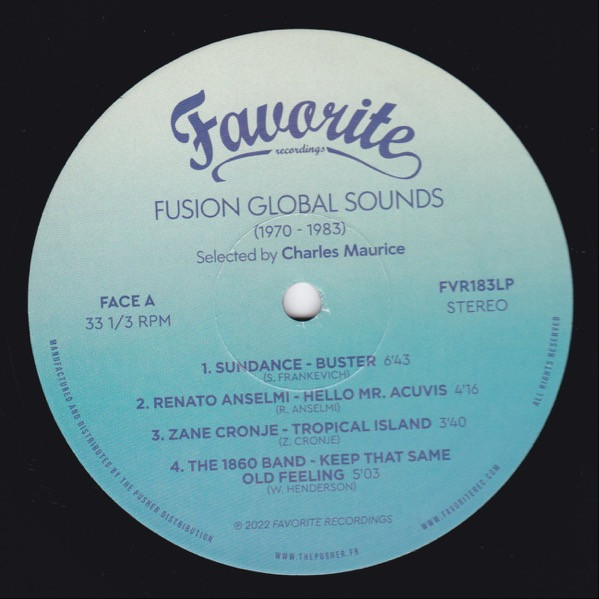 Favorite
recordings
FUSION GLOBAL SOUNDS
(1970 - 1983)
Selected by Charles Maurice
FACE A
33 1/3 RPM
FVR183LP
STEREO
1. SUNDANCE - BUSTER 6'43
(S. FRANKEVICH)
2. RENATO ANSELMI - HELLO MR. ACUVIS 4'16
(R. ANSELMI)
3. ZANE CRONJE - TROPICAL ISLAND 3'40
(Z. CRONJE)
4. THE 1860 BAND - KEEP THAT SAME
OLD FEELING 5'03
(W. HENDERSON)
℗ 2022 FAVORITE RECORDINGS
MANUFACTURED AND DISTRIBUTED BY THE PUSHER DISTRIBUTION
WWW.THEPUSHER.FR
WWW.FAVORITEREC.COM
ALL RIGHTS RESERVED